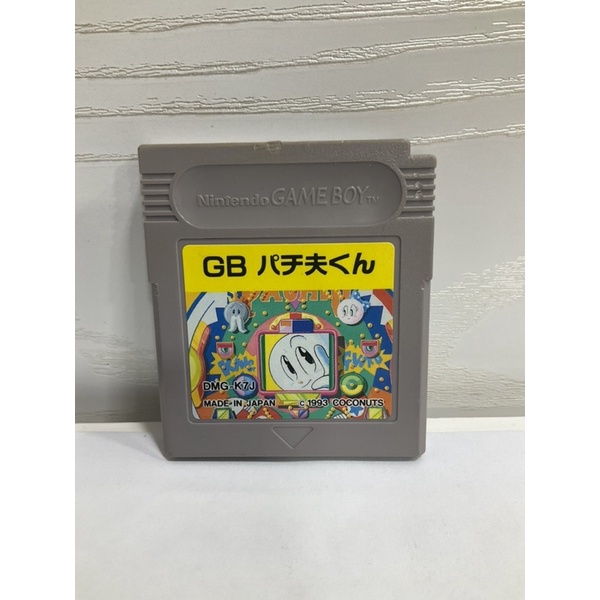 Nintendo GAME BOY TM
GB パチ夫くん
DMG-K7J
MADE IN JAPAN
c.1993 COCONUTS